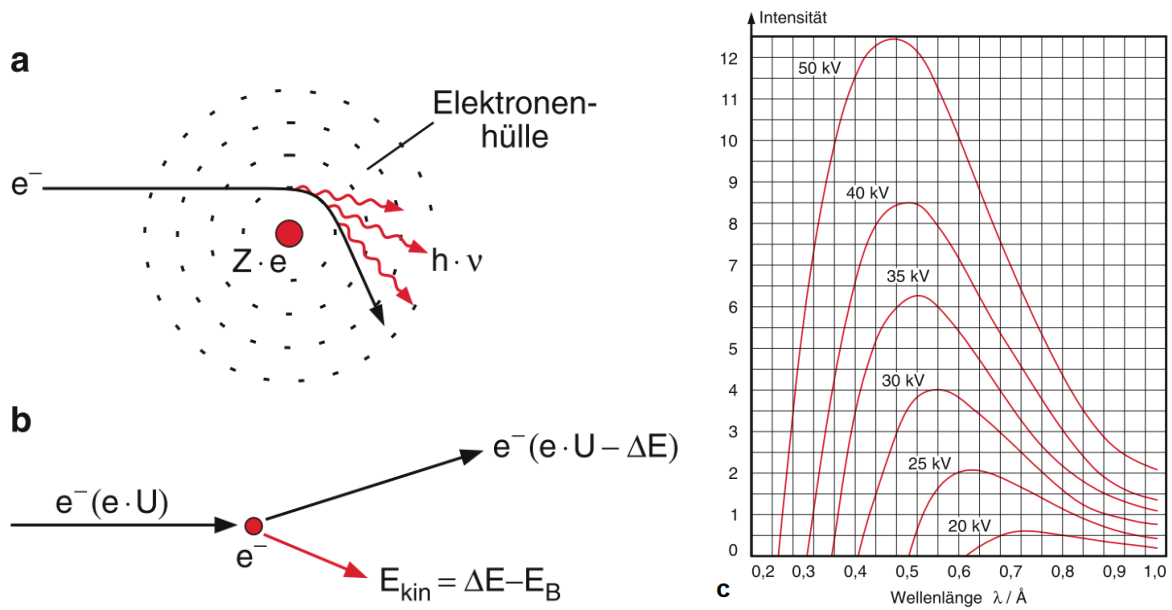 a
Elektronen-
hülle
e⁻
Z · e
h · ν
b
e⁻(e · U − ΔE)
e⁻(e · U)
e⁻
E_kin = ΔE−E_B
Intensität
12
11
10
9
8
7
6
5
4
3
2
1
0
50 kV
40 kV
35 kV
30 kV
25 kV
20 kV
0,2 0,3 0,4 0,5 0,6 0,7 0,8 0,9 1,0
c
Wellenlänge λ / Å